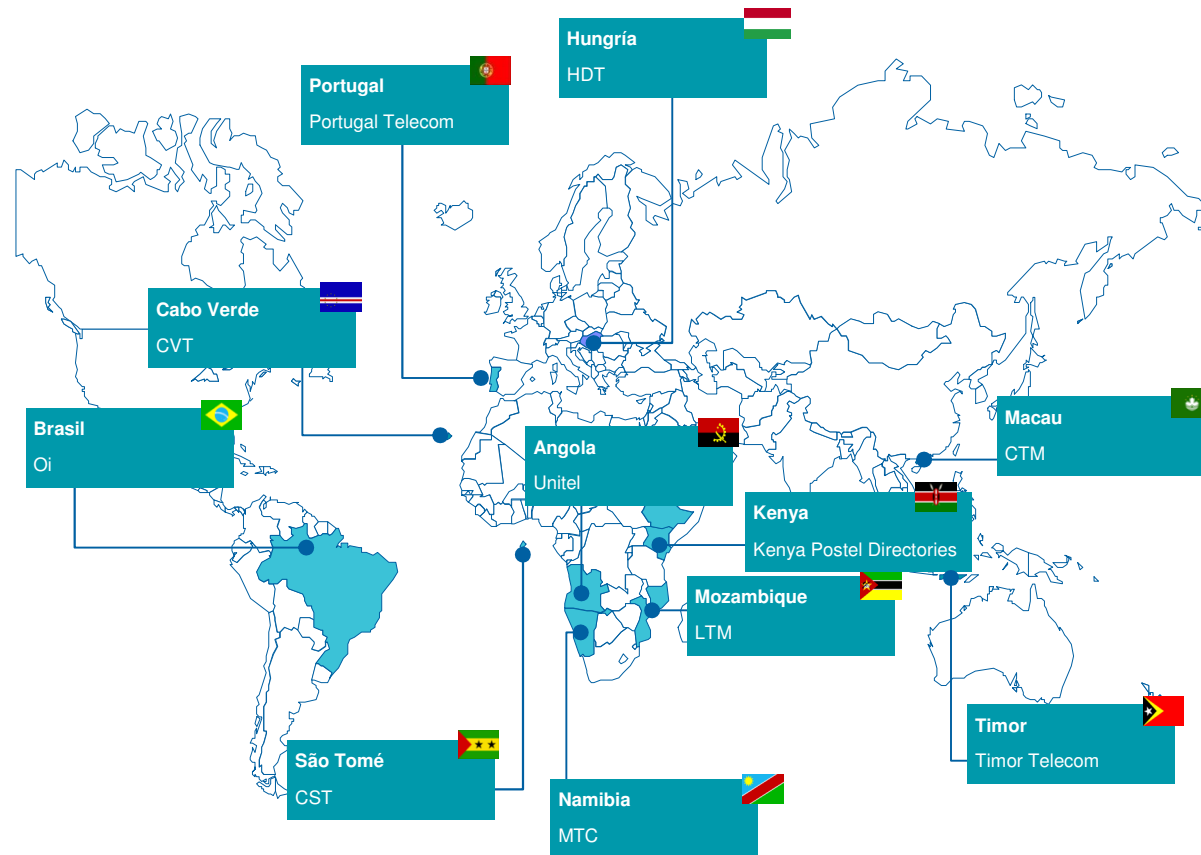 Hungría
HDT
Portugal
Portugal Telecom
Cabo Verde
CVT
Brasil
Oi
Angola
Unitel
Macau
CTM
Kenya
Kenya Postel Directories
Mozambique
LTM
Timor
Timor Telecom
São Tomé
CST
Namibia
MTC